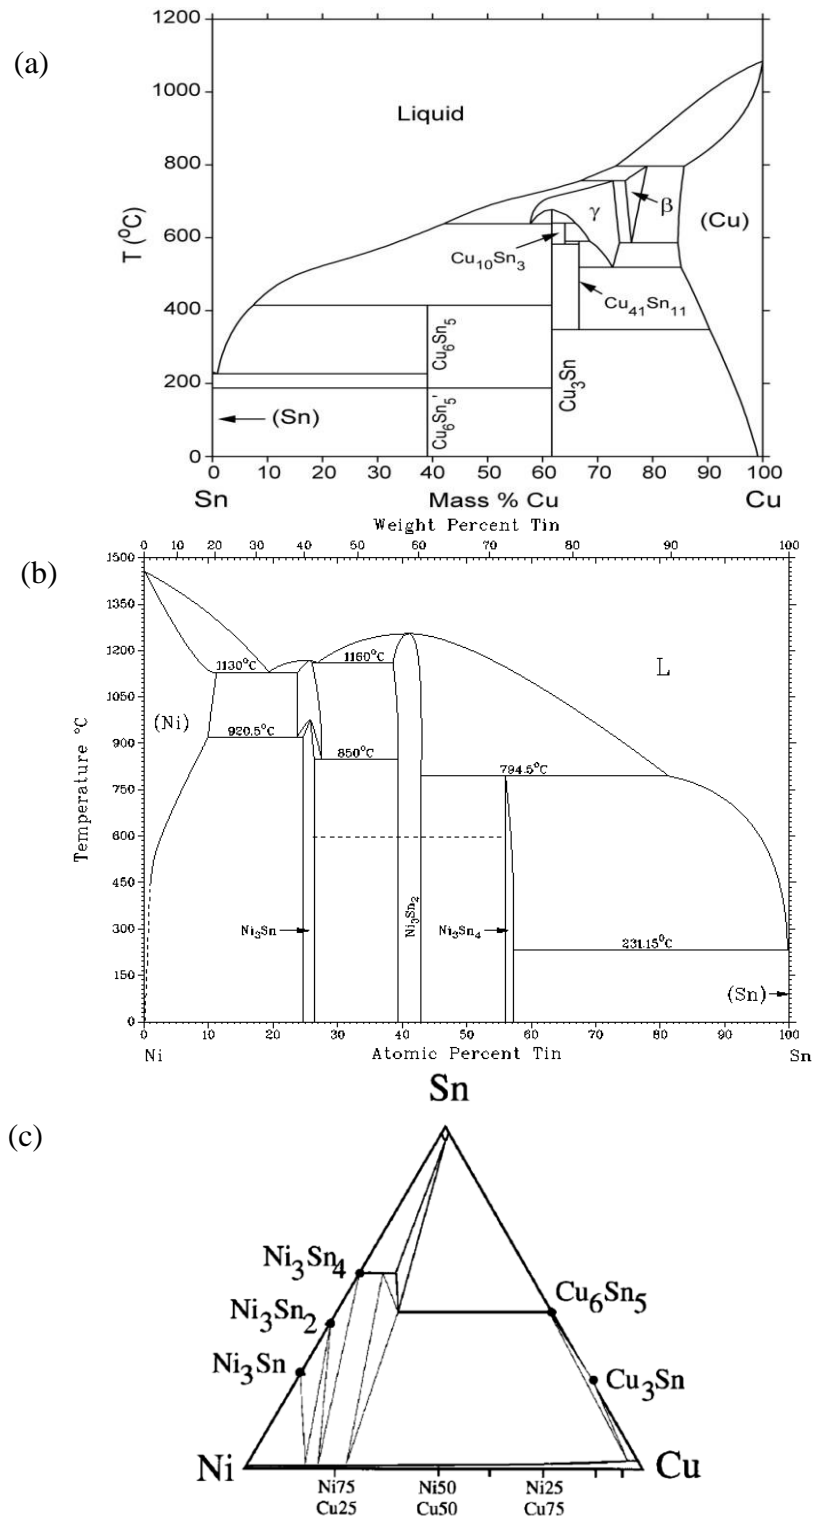 (a)
1200
1000
800
600
400
200
0
T (⁰C)
Liquid
γ
β
(Cu)
Cu10Sn3
Cu41Sn11
Cu6Sn5
Cu6Sn5'
Cu3Sn
(Sn)
0 10 20 30 40 50 60 70 80 90 100
Sn Mass % Cu Cu
Weight Percent Tin
(b)
0 10 20 30 40 50 60 70 80 90 100
1500
1350
1200
1050
900
750
600
450
300
150
0
Temperature °C
1130°C
1160°C
L
(Ni)
920.5°C
850°C
794.5°C
Ni3Sn
Ni3Sn2
Ni3Sn4
231.15°C
(Sn)
0 10 20 30 40 50 60 70 80 90 100
Ni Atomic Percent Tin Sn
Sn
(c)
Ni3Sn4
Ni3Sn2
Ni3Sn
Cu6Sn5
Cu3Sn
Ni Cu
Ni75 Ni50 Ni25
Cu25 Cu50 Cu75